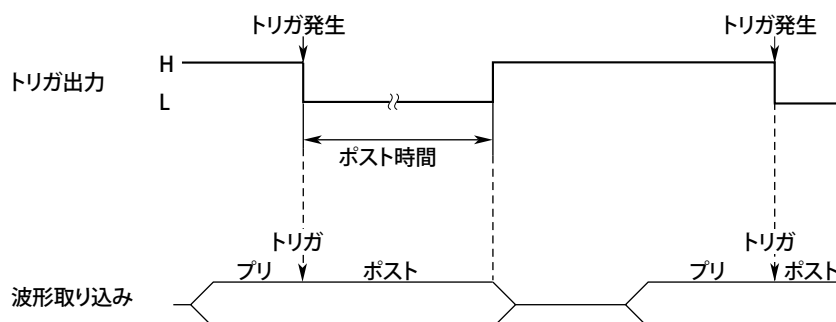 トリガ発生
トリガ発生
トリガ出力
H
L
ポスト時間
トリガ
トリガ
プリ
ポスト
プリ
ポスト
波形取り込み